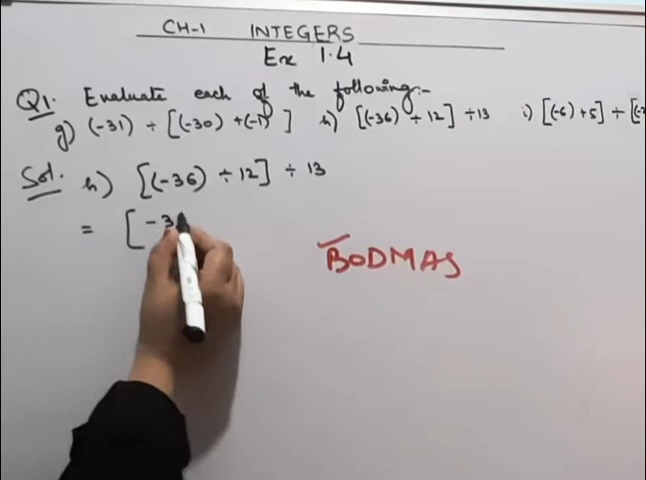 CH-1 INTEGERS
Ex 1.4
Q1. Evaluate each of the following:-
g) (-31) ÷ [(-30) + (-1)] h) [(-36) ÷ 12] ÷ 13 i) [(-6) + 5] ÷ [(-
Sol. h) [(-36) ÷ 12] ÷ 13
= [-3
BODMAS